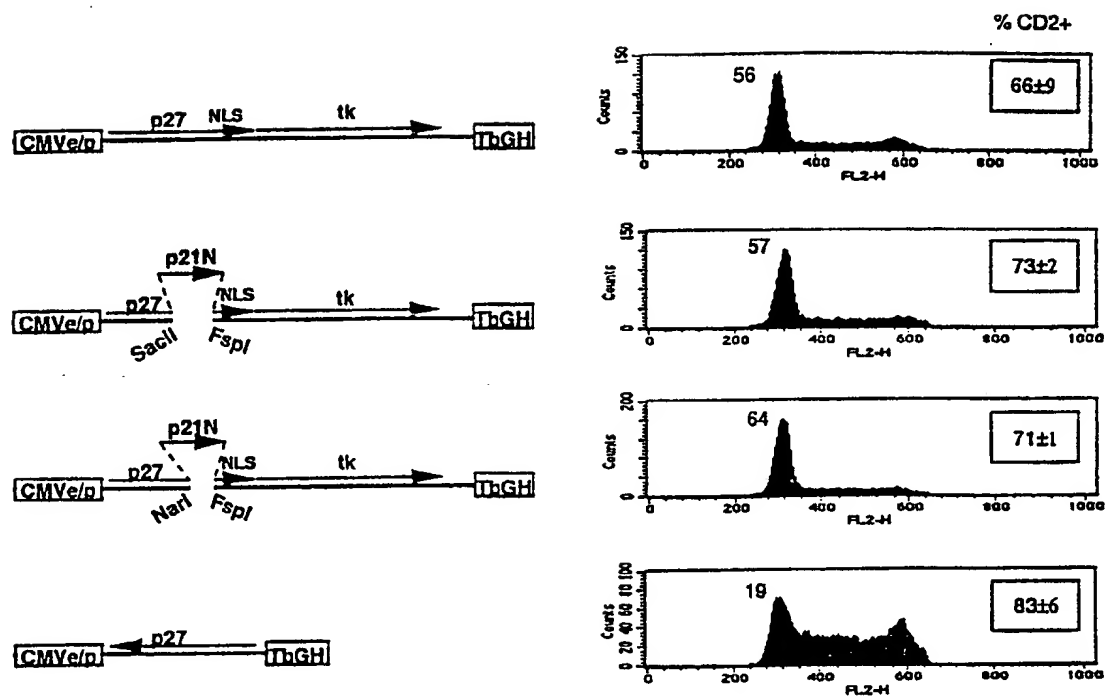 % CD2+
p27 NLS tk
CMVe/p TbGH
150
Counts
0
56
66±9
0 200 400 600 800 1000
FL2-H
p21N
p27 NLS tk
CMVe/p TbGH
SacII FspI
150
Counts
0
57
73±2
0 200 400 600 800 1000
FL2-H
p21N
p27 NLS tk
CMVe/p TbGH
NarI FspI
200
Counts
0
64
71±1
0 200 400 600 800 1000
FL2-H
p27
CMVe/p TbGH
0 20 40 60 80 100
Counts
19
83±6
0 200 400 600 800 1000
FL2-H